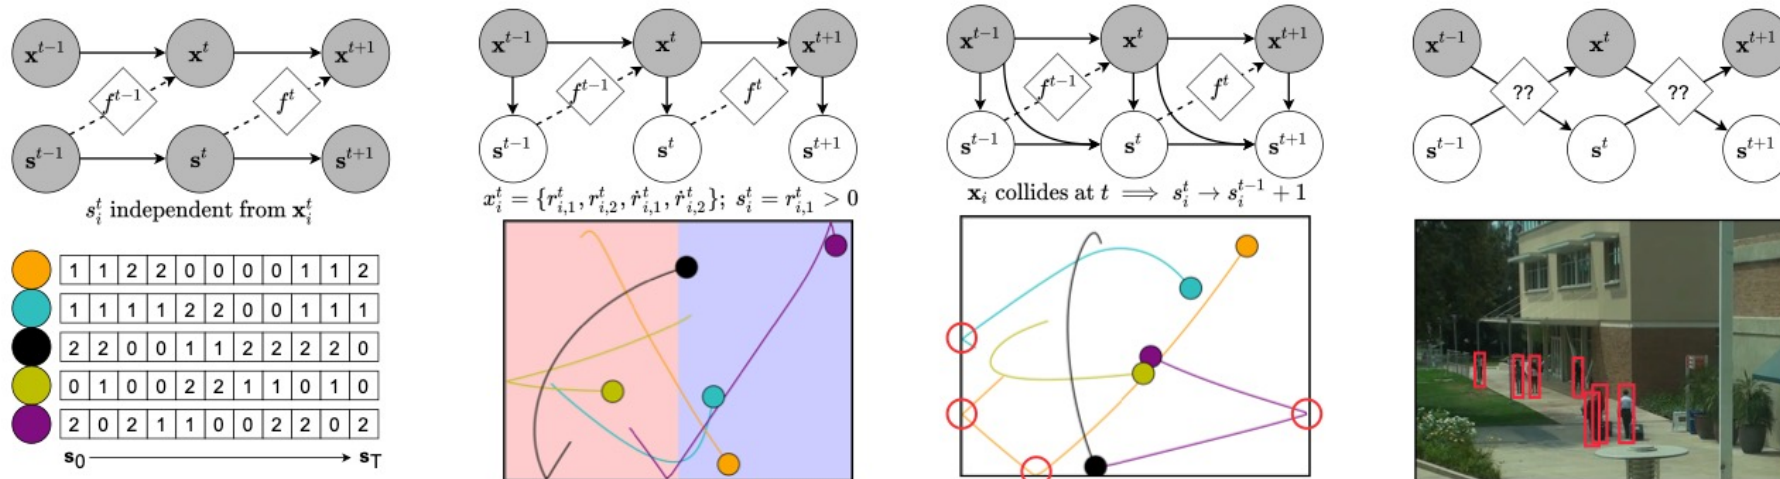 x^{t-1} x^t x^{t+1}
f^{t-1} f^t
s^{t-1} s^t s^{t+1}
s_i^t independent from x_i^t
1 1 2 2 0 0 0 0 1 1 2
1 1 1 1 2 2 0 0 1 1 1
2 2 0 0 1 1 2 2 2 2 0
0 1 0 0 2 2 1 1 0 1 0
2 0 2 1 1 0 0 2 2 0 2
s_0 s_T
x^{t-1} x^t x^{t+1}
f^{t-1} f^t
s^{t-1} s^t s^{t+1}
x_i^t = {r_{i,1}^t, r_{i,2}^t, ṙ_{i,1}^t, ṙ_{i,2}^t}; s_i^t = r_{i,1}^t > 0
x^{t-1} x^t x^{t+1}
f^{t-1} f^t
s^{t-1} s^t s^{t+1}
x_i collides at t ⟹ s_i^t → s_i^{t-1} + 1
x^{t-1} x^t x^{t+1}
?? ??
s^{t-1} s^t s^{t+1}